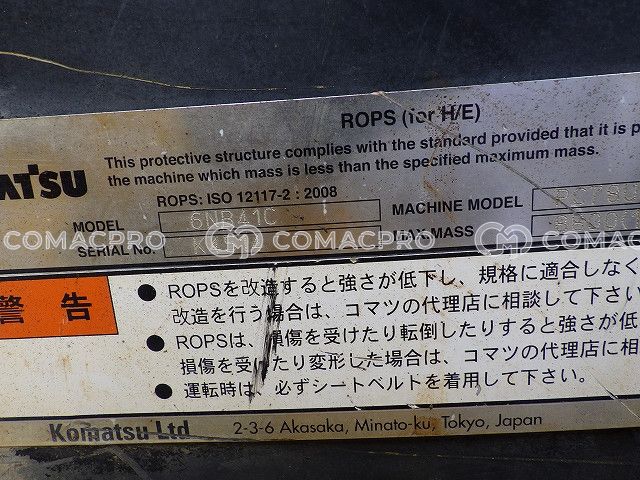 ROPS (for H/E)
This protective structure complies with the standard provided that it is
the machine which mass is less than the specified maximum mass.
ROPS: ISO 12117-2 : 2008
MODEL 6NB41C MACHINE MODEL
SERIAL No. MAX.MASS
COMACPRO COMACPRO COMACPRO
警告
● ROPSを改造すると強さが低下し、規格に適合しなく
改造を行う場合は、コマツの代理店に相談して下さい
● ROPSは、損傷を受けたり転倒したりすると強さが低
損傷を受けたり変形した場合は、コマツの代理店に相
● 運転時は、必ずシートベルトを着用して下さい。
Komatsu Ltd. 2-3-6 Akasaka, Minato-ku, Tokyo, Japan